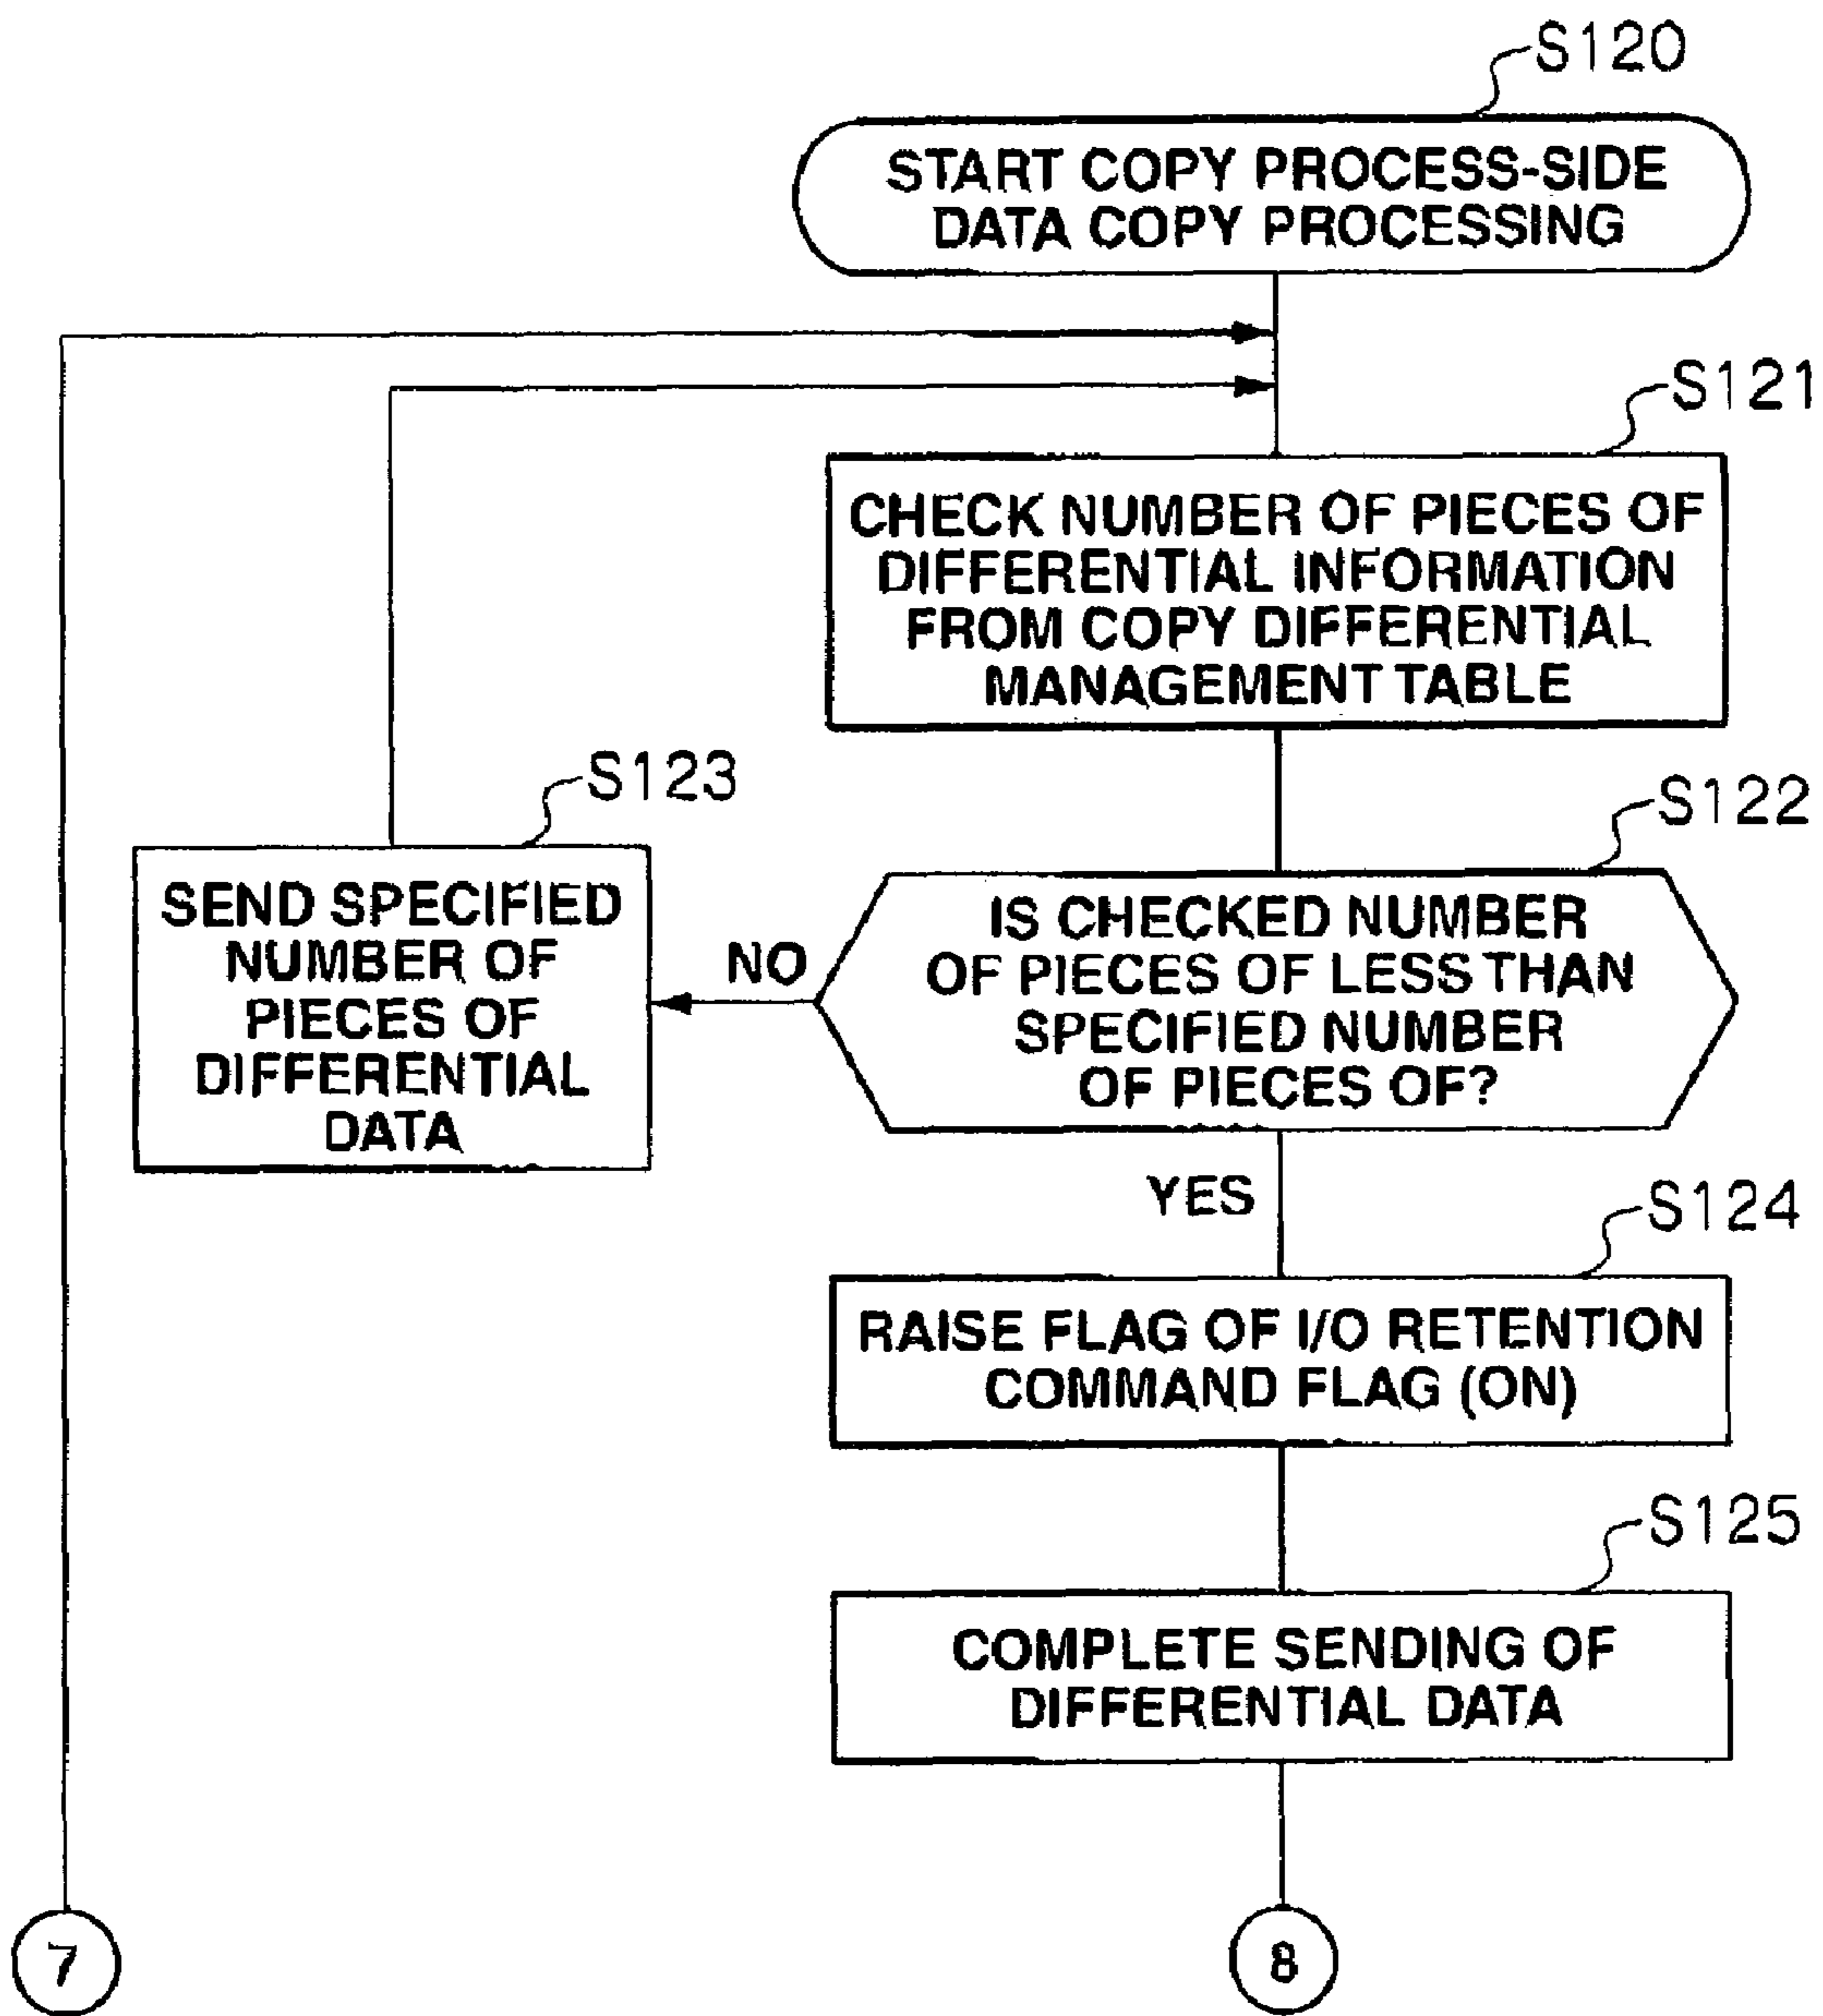 S120
START COPY PROCESS-SIDE
DATA COPY PROCESSING
S121
CHECK NUMBER OF PIECES OF
DIFFERENTIAL INFORMATION
FROM COPY DIFFERENTIAL
MANAGEMENT TABLE
S123
SEND SPECIFIED
NUMBER OF
PIECES OF
DIFFERENTIAL
DATA
NO
S122
IS CHECKED NUMBER
OF PIECES OF LESS THAN
SPECIFIED NUMBER
OF PIECES OF?
YES
S124
RAISE FLAG OF I/O RETENTION
COMMAND FLAG (ON)
S125
COMPLETE SENDING OF
DIFFERENTIAL DATA
7
8